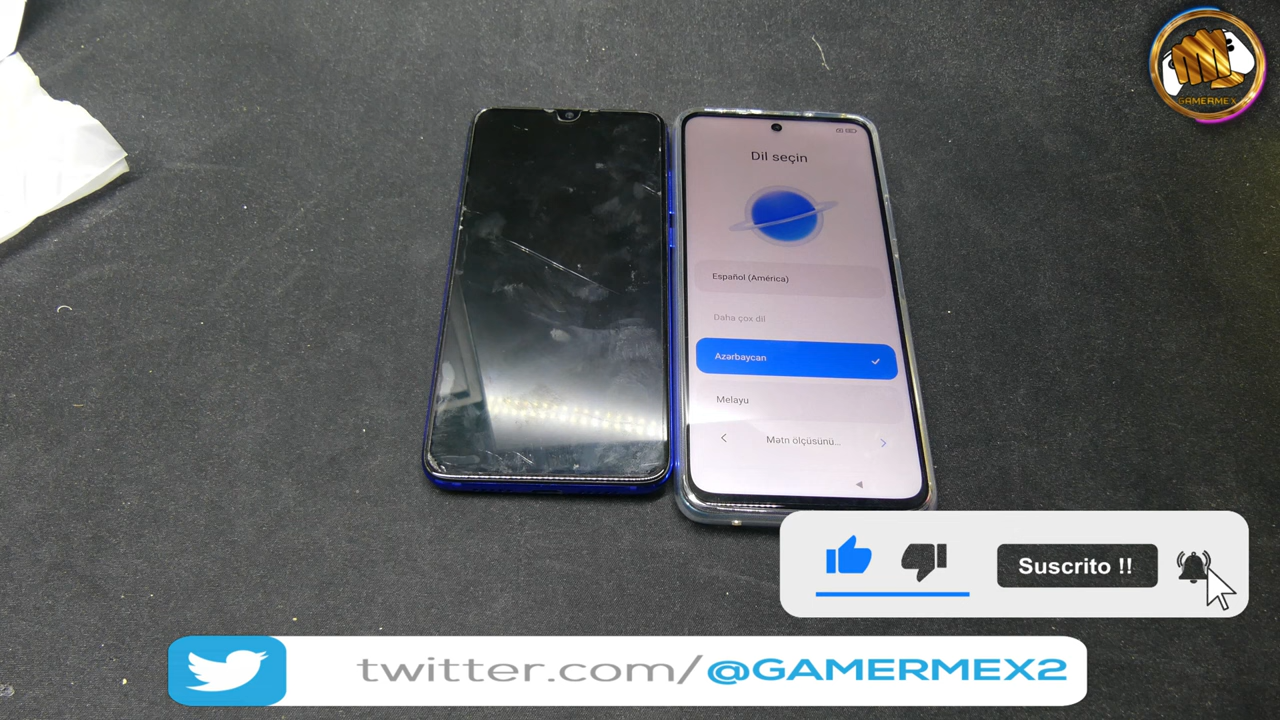 GAMERMEX
Dil seçin
Español (América)
Daha çox dil
Azərbaycan
Melayu
Mətn ölçüsünü...
Suscrito !!
twitter.com/@GAMERMEX2